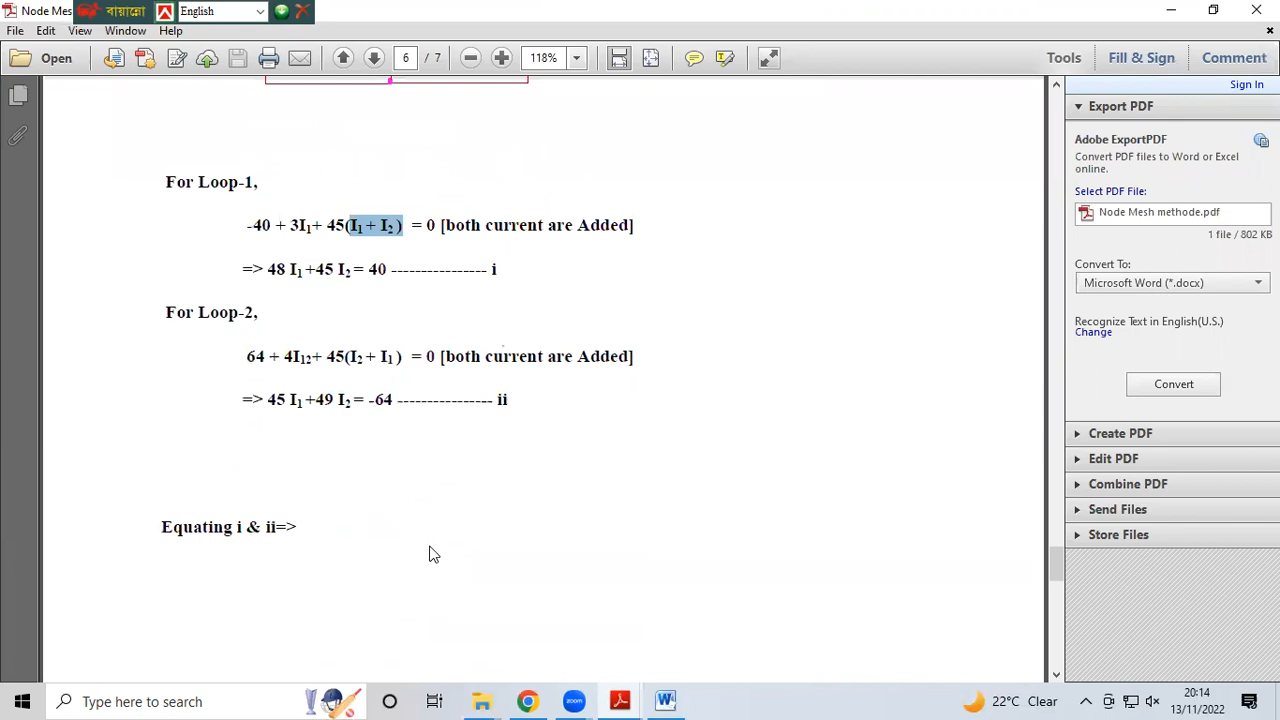 Node Mes
বায়ান্নো
English
File Edit View Window Help
Open
6 / 7
118%
Tools
Fill & Sign
Comment
Sign In
Export PDF
Adobe ExportPDF
Convert PDF files to Word or Excel
online.
Select PDF File:
Node Mesh methode.pdf
1 file / 802 KB
Convert To:
Microsoft Word (*.docx)
Recognize Text in English(U.S.)
Change
Convert
Create PDF
Edit PDF
Combine PDF
Send Files
Store Files
For Loop-1,
-40 + 3I₁+ 45(I₁ + I₂ ) = 0 [both current are Added]
=> 48 I₁ +45 I₂ = 40 ---------------- i
For Loop-2,
64 + 4I₁₂+ 45(I₂ + I₁ ) = 0 [both current are Added]
=> 45 I₁ +49 I₂ = -64 ---------------- ii
Equating i & ii=>
Type here to search
zoom
W
22°C Clear
20:14
13/11/2022